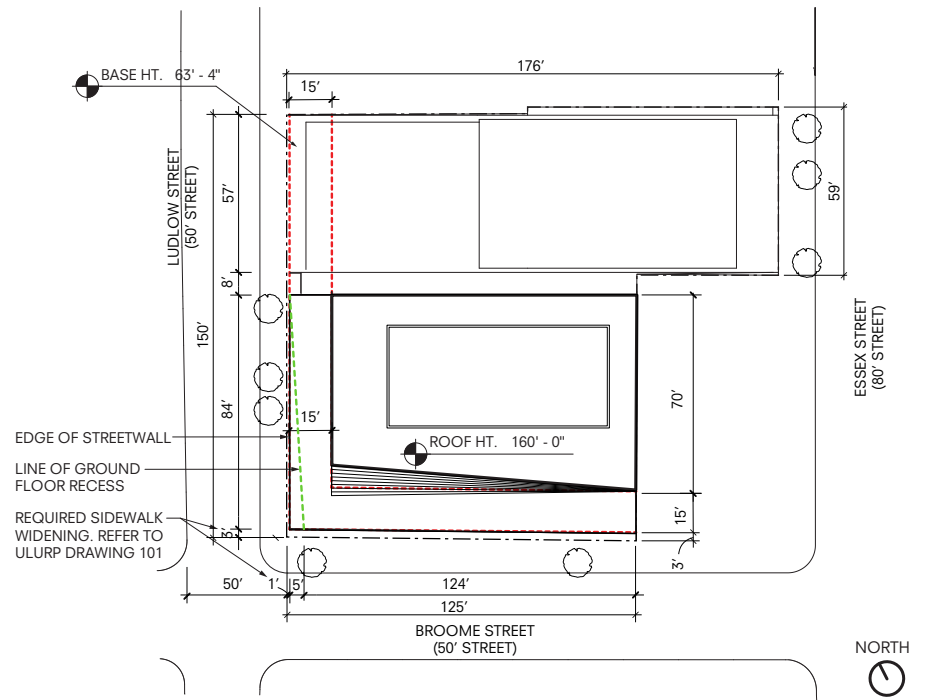 176'
BASE HT. 63' - 4"
15'
LUDLOW STREET
(50' STREET)
57'
59'
8'
150'
ESSEX STREET
(80' STREET)
84'
15'
70'
ROOF HT. 160' - 0"
EDGE OF STREETWALL
LINE OF GROUND
FLOOR RECESS
REQUIRED SIDEWALK
WIDENING. REFER TO
ULURP DRAWING 101
15'
3'
3'
50' 1' 5' 124'
125'
BROOME STREET
(50' STREET)
NORTH